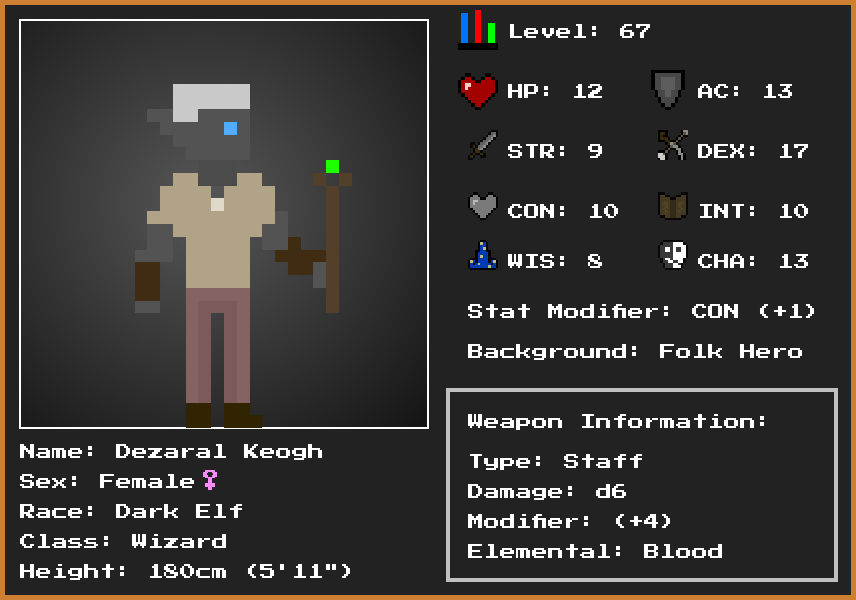 Level: 67
HP: 12 AC: 13
STR: 9 DEX: 17
CON: 10 INT: 10
WIS: 8 CHA: 13
Stat Modifier: CON (+1)
Background: Folk Hero
Weapon Information:
Type: Staff
Damage: d6
Modifier: (+4)
Elemental: Blood
Name: Dezaral Keogh
Sex: Female♀
Race: Dark Elf
Class: Wizard
Height: 180cm (5'11")